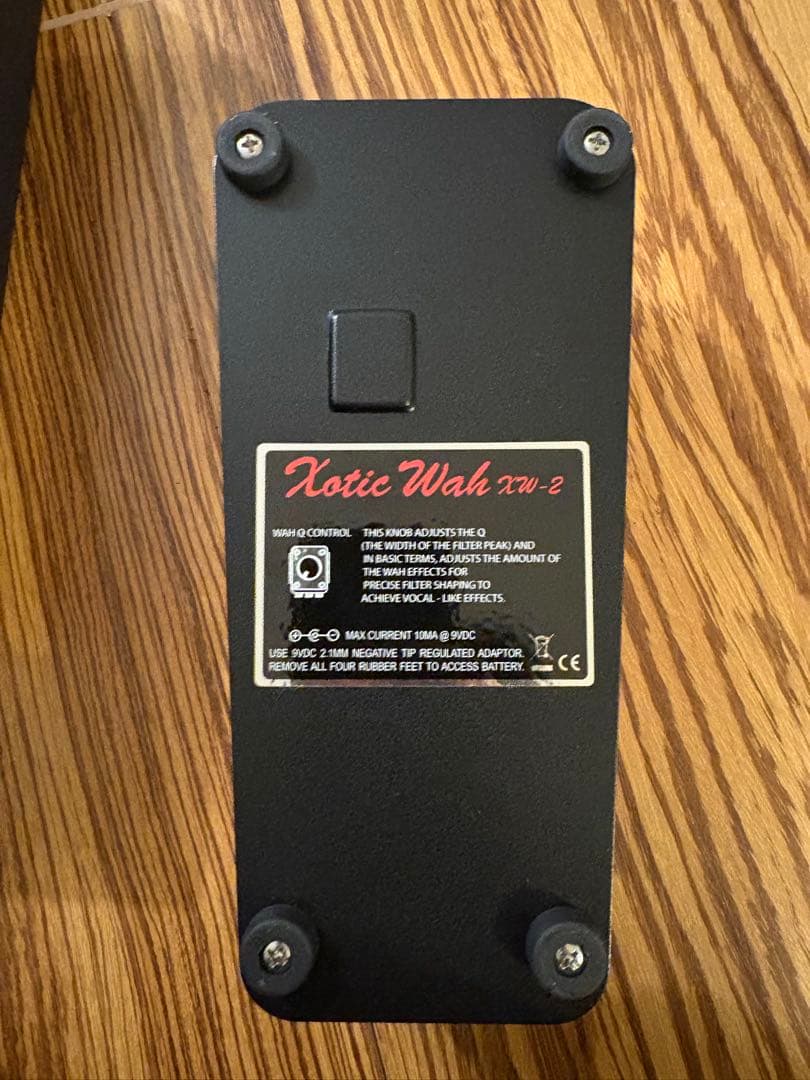 Xotic Wah XW-2
WAH Q CONTROL THIS KNOB ADJUSTS THE Q
(THE WIDTH OF THE FILTER PEAK) AND
IN BASIC TERMS, ADJUSTS THE AMOUNT OF
THE WAH EFFECTS FOR
PRECISE FILTER SHAPING TO
ACHIEVE VOCAL - LIKE EFFECTS.
MAX CURRENT 10MA @ 9VDC
USE 9VDC 2.1MM NEGATIVE TIP REGULATED ADAPTOR.
REMOVE ALL FOUR RUBBER FEET TO ACCESS BATTERY. CE